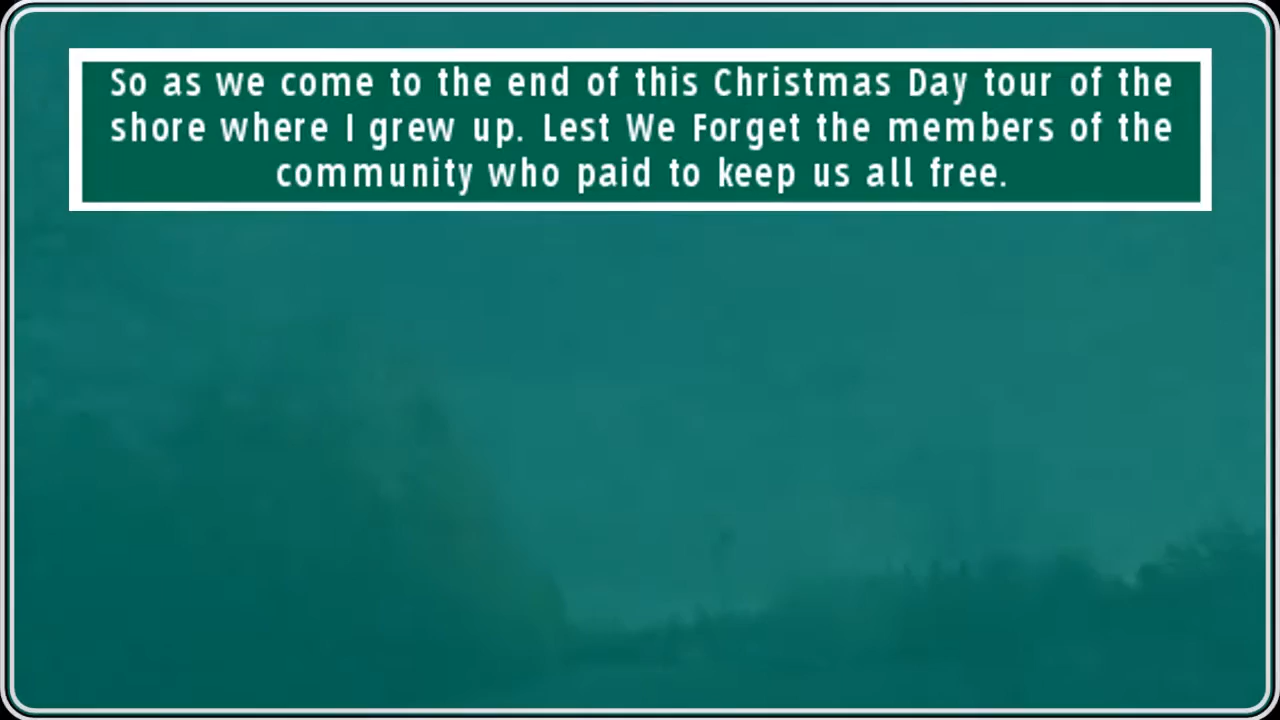 So as we come to the end of this Christmas Day tour of the
shore where I grew up. Lest We Forget the members of the
community who paid to keep us all free.